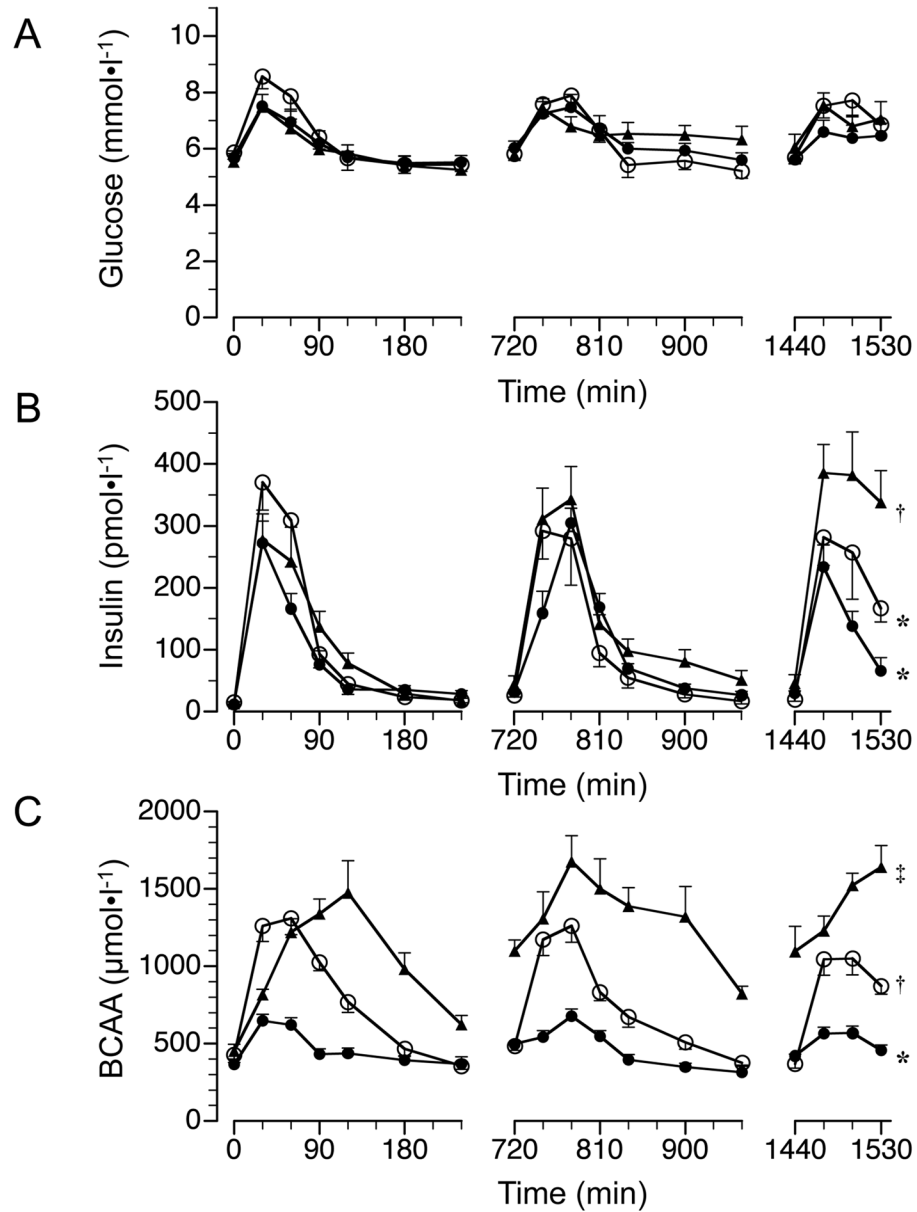 A
Glucose (mmol•l-1)
10
8
6
4
2
0
0 90 180 720 810 900 1440 1530
Time (min)
B
Insulin (pmol•l-1)
500
400
300
200
100
0
†
*
*
0 90 180 720 810 900 1440 1530
Time (min)
C
BCAA (µmol•l-1)
2000
1500
1000
500
0
‡
†
*
0 90 180 720 810 900 1440 1530
Time (min)